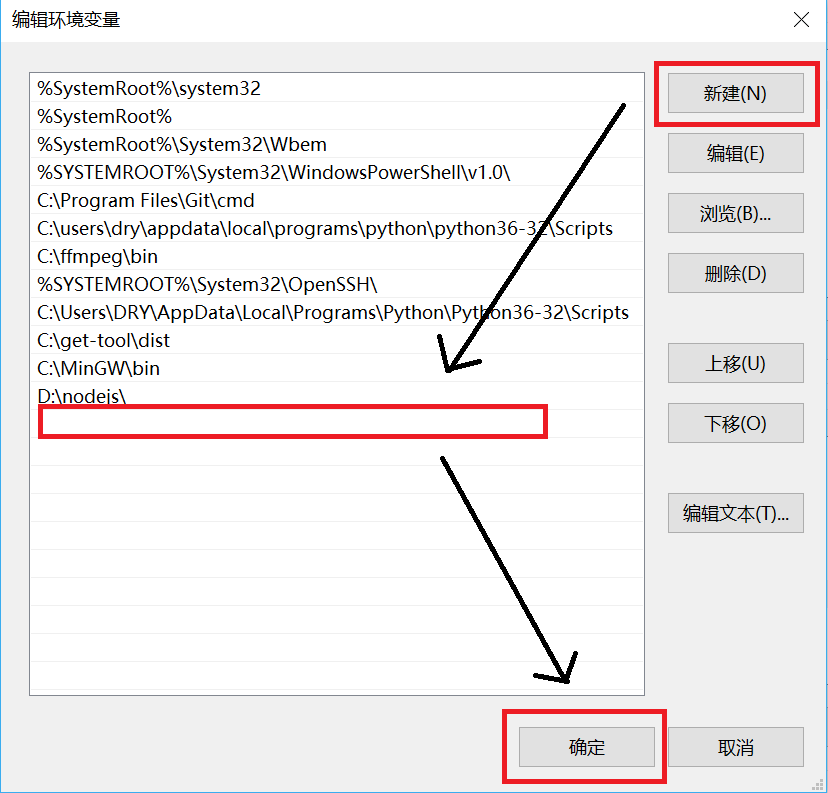 编辑环境变量
%SystemRoot%\system32
%SystemRoot%
%SystemRoot%\System32\Wbem
%SYSTEMROOT%\System32\WindowsPowerShell\v1.0\
C:\Program Files\Git\cmd
C:\users\dry\appdata\local\programs\python\python36-32\Scripts
C:\ffmpeg\bin
%SYSTEMROOT%\System32\OpenSSH\
C:\Users\DRY\AppData\Local\Programs\Python\Python36-32\Scripts
C:\get-tool\dist
C:\MinGW\bin
D:\nodejs\
新建(N)
编辑(E)
浏览(B)...
删除(D)
上移(U)
下移(O)
编辑文本(T)...
确定
取消